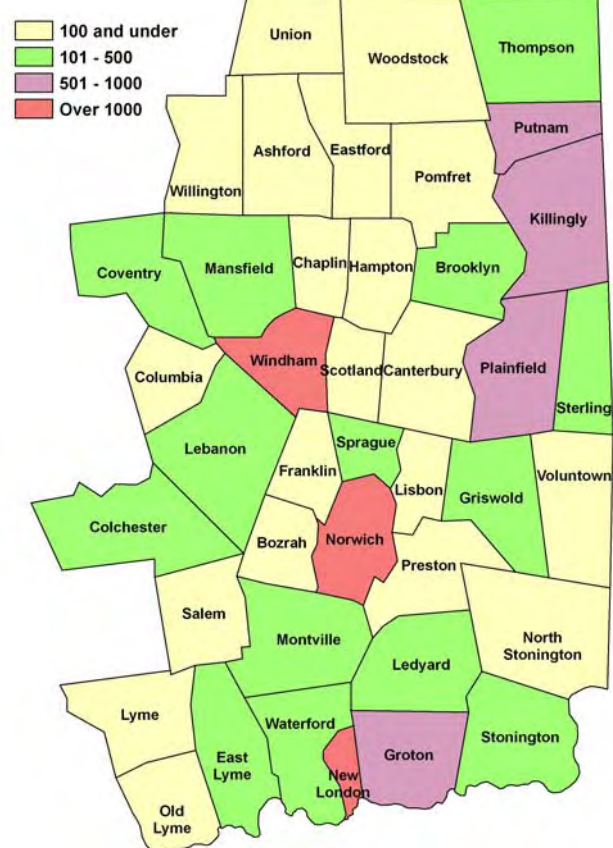 100 and under
101 - 500
501 - 1000
Over 1000
Union
Woodstock
Thompson
Putnam
Ashford
Eastford
Willington
Pomfret
Killingly
Coventry
Mansfield
Chaplin
Hampton
Brooklyn
Windham
Scotland
Canterbury
Plainfield
Columbia
Sterling
Lebanon
Sprague
Franklin
Lisbon
Voluntown
Griswold
Colchester
Bozrah
Norwich
Preston
Salem
Montville
Ledyard
North
Stonington
Lyme
Waterford
East
Lyme
New
London
Groton
Stonington
Old
Lyme